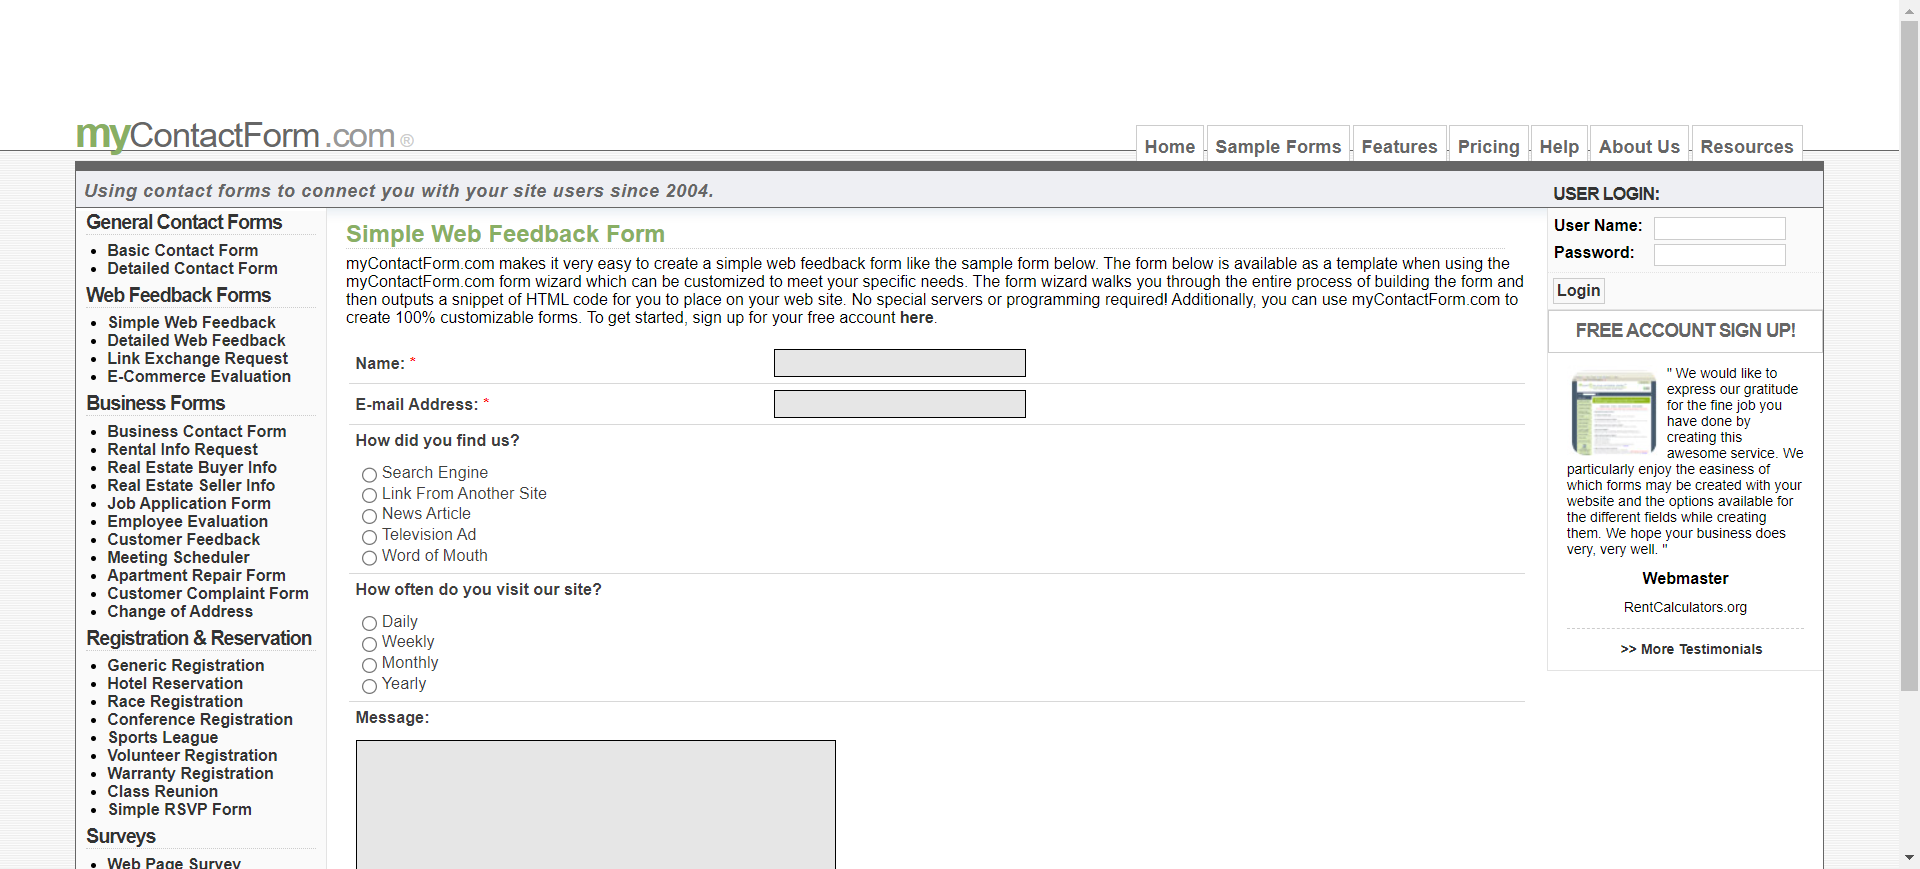 myContactForm.com ®
Home
Sample Forms
Features
Pricing
Help
About Us
Resources
Using contact forms to connect you with your site users since 2004.
USER LOGIN:
General Contact Forms
Basic Contact Form
Detailed Contact Form
Web Feedback Forms
Simple Web Feedback
Detailed Web Feedback
Link Exchange Request
E-Commerce Evaluation
Business Forms
Business Contact Form
Rental Info Request
Real Estate Buyer Info
Real Estate Seller Info
Job Application Form
Employee Evaluation
Customer Feedback
Meeting Scheduler
Apartment Repair Form
Customer Complaint Form
Change of Address
Registration & Reservation
Generic Registration
Hotel Reservation
Race Registration
Conference Registration
Sports League
Volunteer Registration
Warranty Registration
Class Reunion
Simple RSVP Form
Surveys
Web Page Survey
Simple Web Feedback Form
myContactForm.com makes it very easy to create a simple web feedback form like the sample form below. The form below is available as a template when using the
myContactForm.com form wizard which can be customized to meet your specific needs. The form wizard walks you through the entire process of building the form and
then outputs a snippet of HTML code for you to place on your web site. No special servers or programming required! Additionally, you can use myContactForm.com to
create 100% customizable forms. To get started, sign up for your free account here.
Name: *
E-mail Address: *
How did you find us?
Search Engine
Link From Another Site
News Article
Television Ad
Word of Mouth
How often do you visit our site?
Daily
Weekly
Monthly
Yearly
Message:
User Name:
Password:
Login
FREE ACCOUNT SIGN UP!
" We would like to
express our gratitude
for the fine job you
have done by
creating this
awesome service. We
particularly enjoy the easiness of
which forms may be created with your
website and the options available for
the different fields while creating
them. We hope your business does
very, very well. "
Webmaster
RentCalculators.org
>> More Testimonials